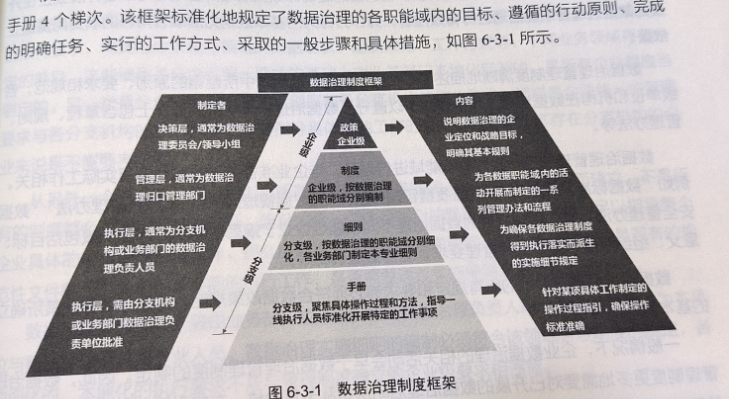 手册 4 个梯次。该框架标准化地规定了数据治理的各职能域内的目标、遵循的行动原则、完成
的明确任务、实行的工作方式、采取的一般步骤和具体措施，如图 6-3-1 所示。
数据治理制度框架
制定者
决策层，通常为数据治
理委员会/领导小组
管理层，通常为数据治
理归口管理部门
执行层，通常为分支机
构或业务部门的数据治
理负责人员
执行层，需由分支机构
或业务部门数据治理负
责单位批准
企业级
分支级
政策
企业级
制度
企业级，按数据治理
的职能域分别编制
细则
分支级，按数据治理的职能域分别细
化，各业务部门制定本专业细则
手册
分支级，聚焦具体操作过程和方法，指导一
线执行人员标准化开展特定的工作事项
内容
说明数据治理的企
业定位和战略目标，
明确其基本规则
为各数据职能域内的活
动开展而制定的一系
列管理办法和流程
为确保各数据治理制度
得到执行落实而派生
的实施细节规定
针对某项具体工作制定的
操作过程指引，确保操作
标准准确
图 6-3-1 数据治理制度框架